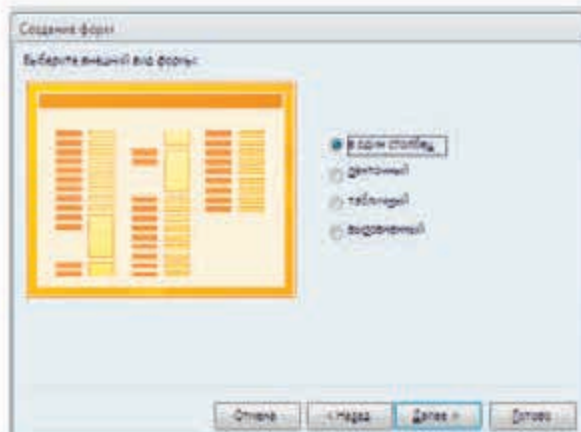 Создание форм
Выберите внешний вид формы:
в один столбец
ленточный
табличный
выровненный
Отмена
< Назад
Далее >
Готово